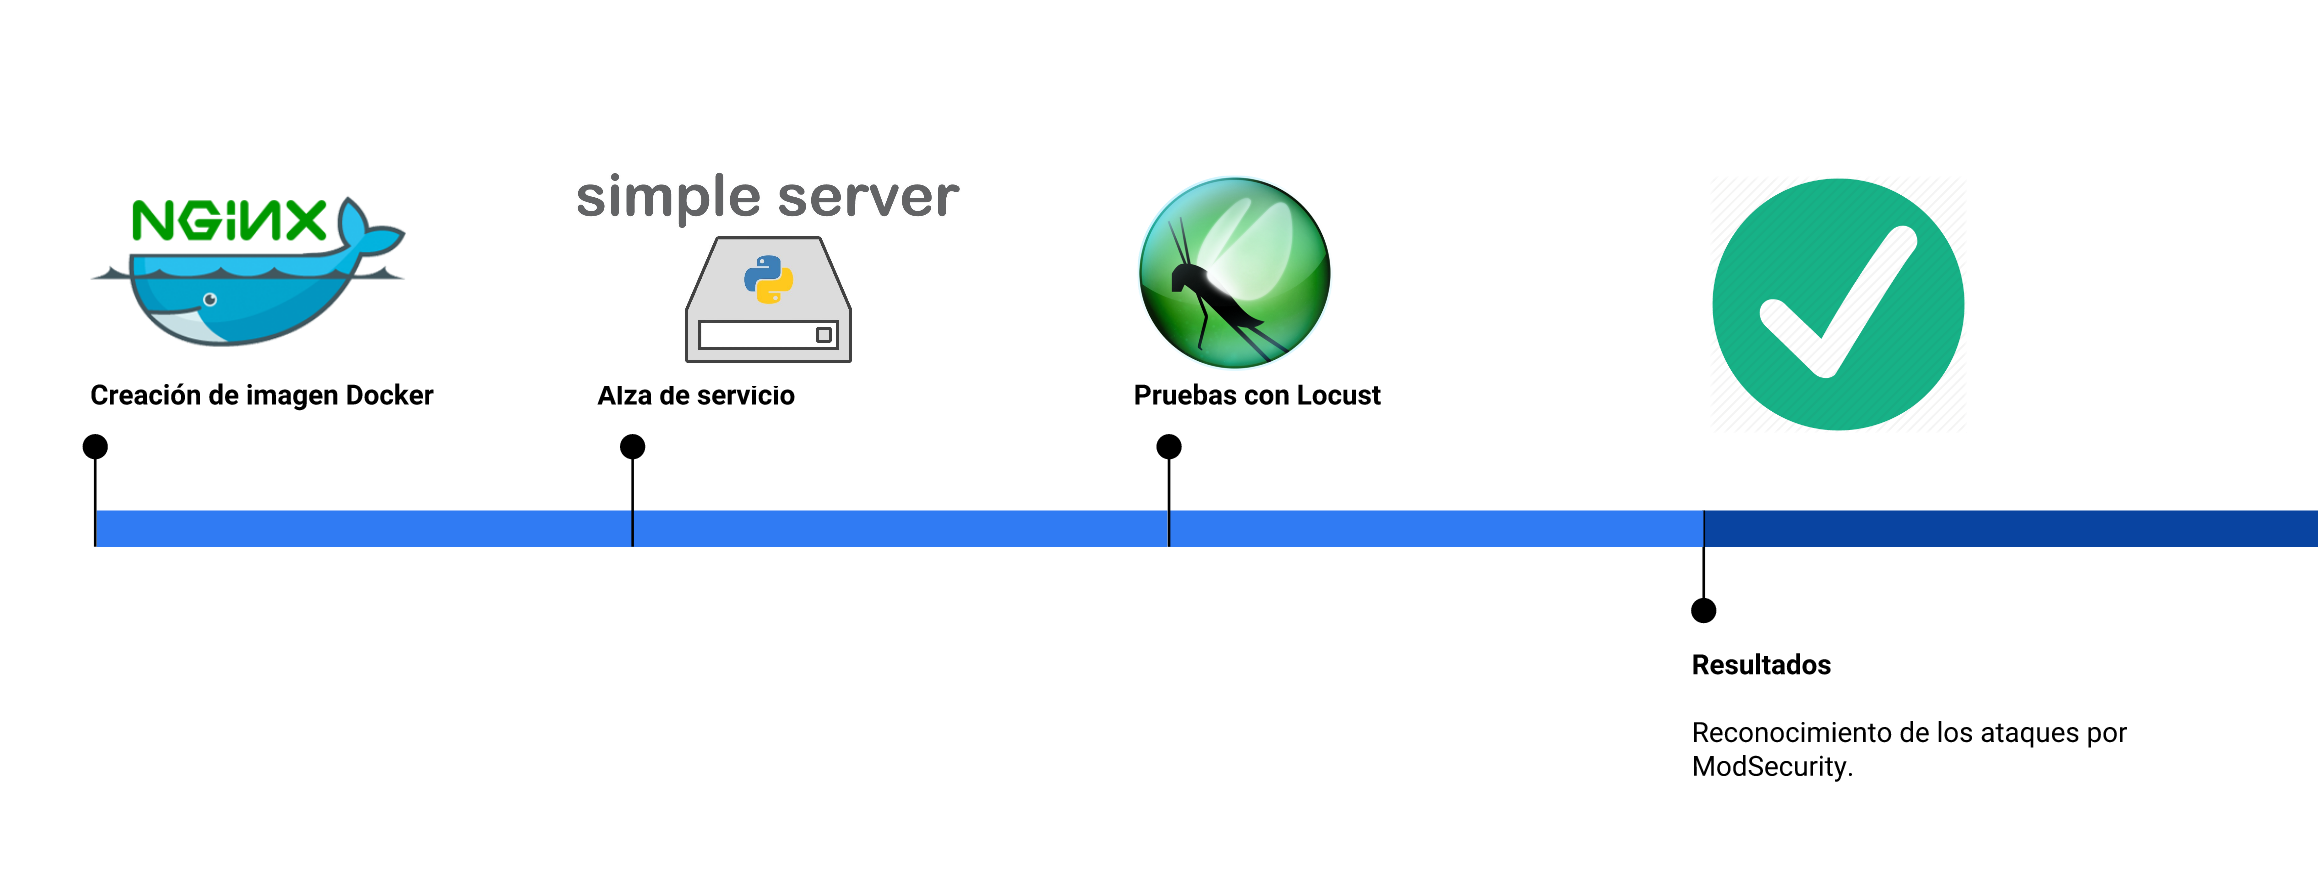 NGINX
simple server
Creación de imagen Docker
Alza de servicio
Pruebas con Locust
Resultados
Reconocimiento de los ataques por
ModSecurity.